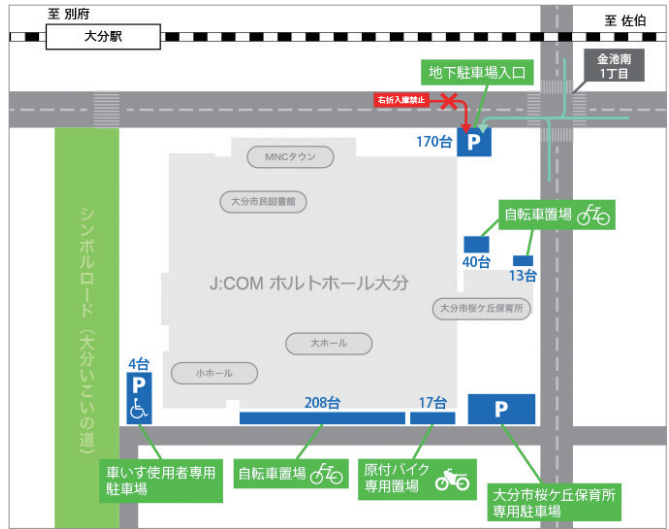 至 別府
至 佐伯
大分駅
金池南
1丁目
地下駐車場入口
右折入庫禁止
P
170台
MNCタウン
大分市民図書館
自転車置場
40台
13台
J:COM ホルトホール大分
大分市桜ケ丘保育所
シンボルロード（大分いこいの道）
大ホール
小ホール
4台
P
208台
17台
P
車いす使用者専用
駐車場
自転車置場
原付バイク
専用置場
大分市桜ケ丘保育所
専用駐車場